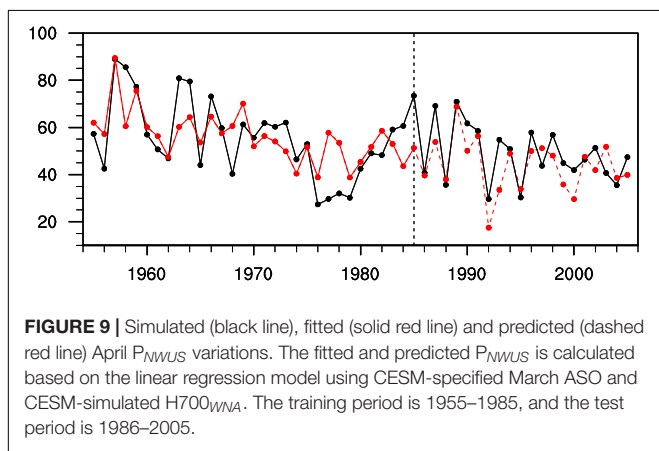 100
80
60
40
20
1960 1970 1980 1990 2000
FIGURE 9 | Simulated (black line), fitted (solid red line) and predicted (dashed
red line) April PNWUS variations. The fitted and predicted PNWUS is calculated
based on the linear regression model using CESM-specified March ASO and
CESM-simulated H700WNA. The training period is 1955–1985, and the test
period is 1986–2005.